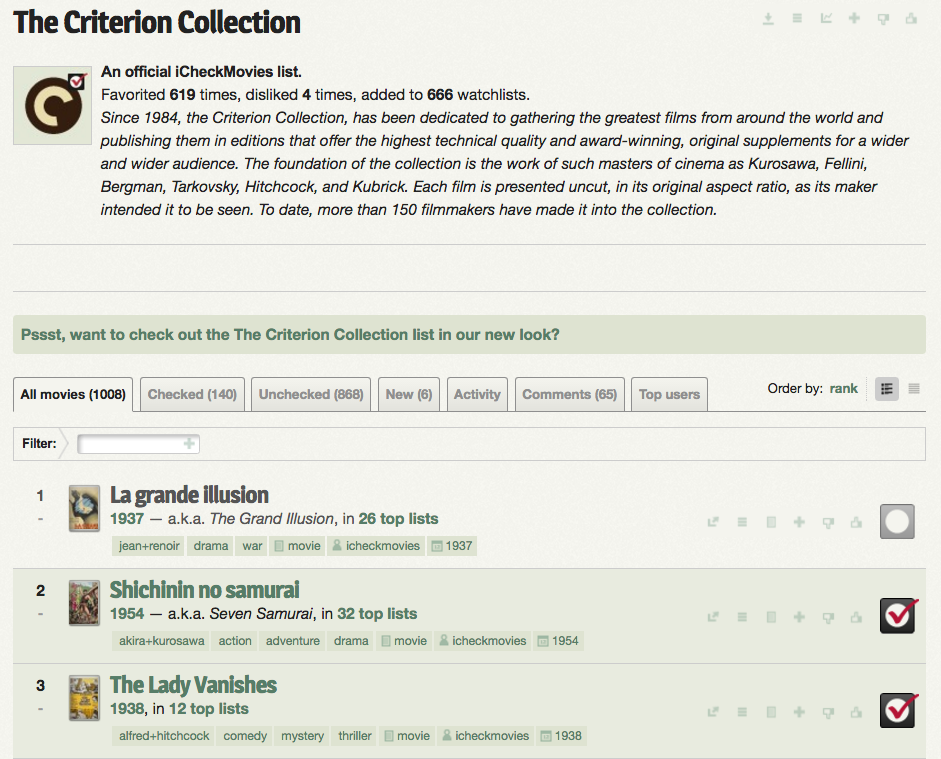 The Criterion Collection
An official iCheckMovies list.
Favorited 619 times, disliked 4 times, added to 666 watchlists.
Since 1984, the Criterion Collection, has been dedicated to gathering the greatest films from around the world and
publishing them in editions that offer the highest technical quality and award-winning, original supplements for a wider
and wider audience. The foundation of the collection is the work of such masters of cinema as Kurosawa, Fellini,
Bergman, Tarkovsky, Hitchcock, and Kubrick. Each film is presented uncut, in its original aspect ratio, as its maker
intended it to be seen. To date, more than 150 filmmakers have made it into the collection.
Pssst, want to check out the The Criterion Collection list in our new look?
All movies (1008) Checked (140) Unchecked (868) New (6) Activity Comments (65) Top users Order by: rank
Filter:
1 La grande illusion
- 1937 — a.k.a. The Grand Illusion, in 26 top lists
jean+renoir drama war movie icheckmovies 1937
2 Shichinin no samurai
- 1954 — a.k.a. Seven Samurai, in 32 top lists
akira+kurosawa action adventure drama movie icheckmovies 1954
3 The Lady Vanishes
- 1938, in 12 top lists
alfred+hitchcock comedy mystery thriller movie icheckmovies 1938